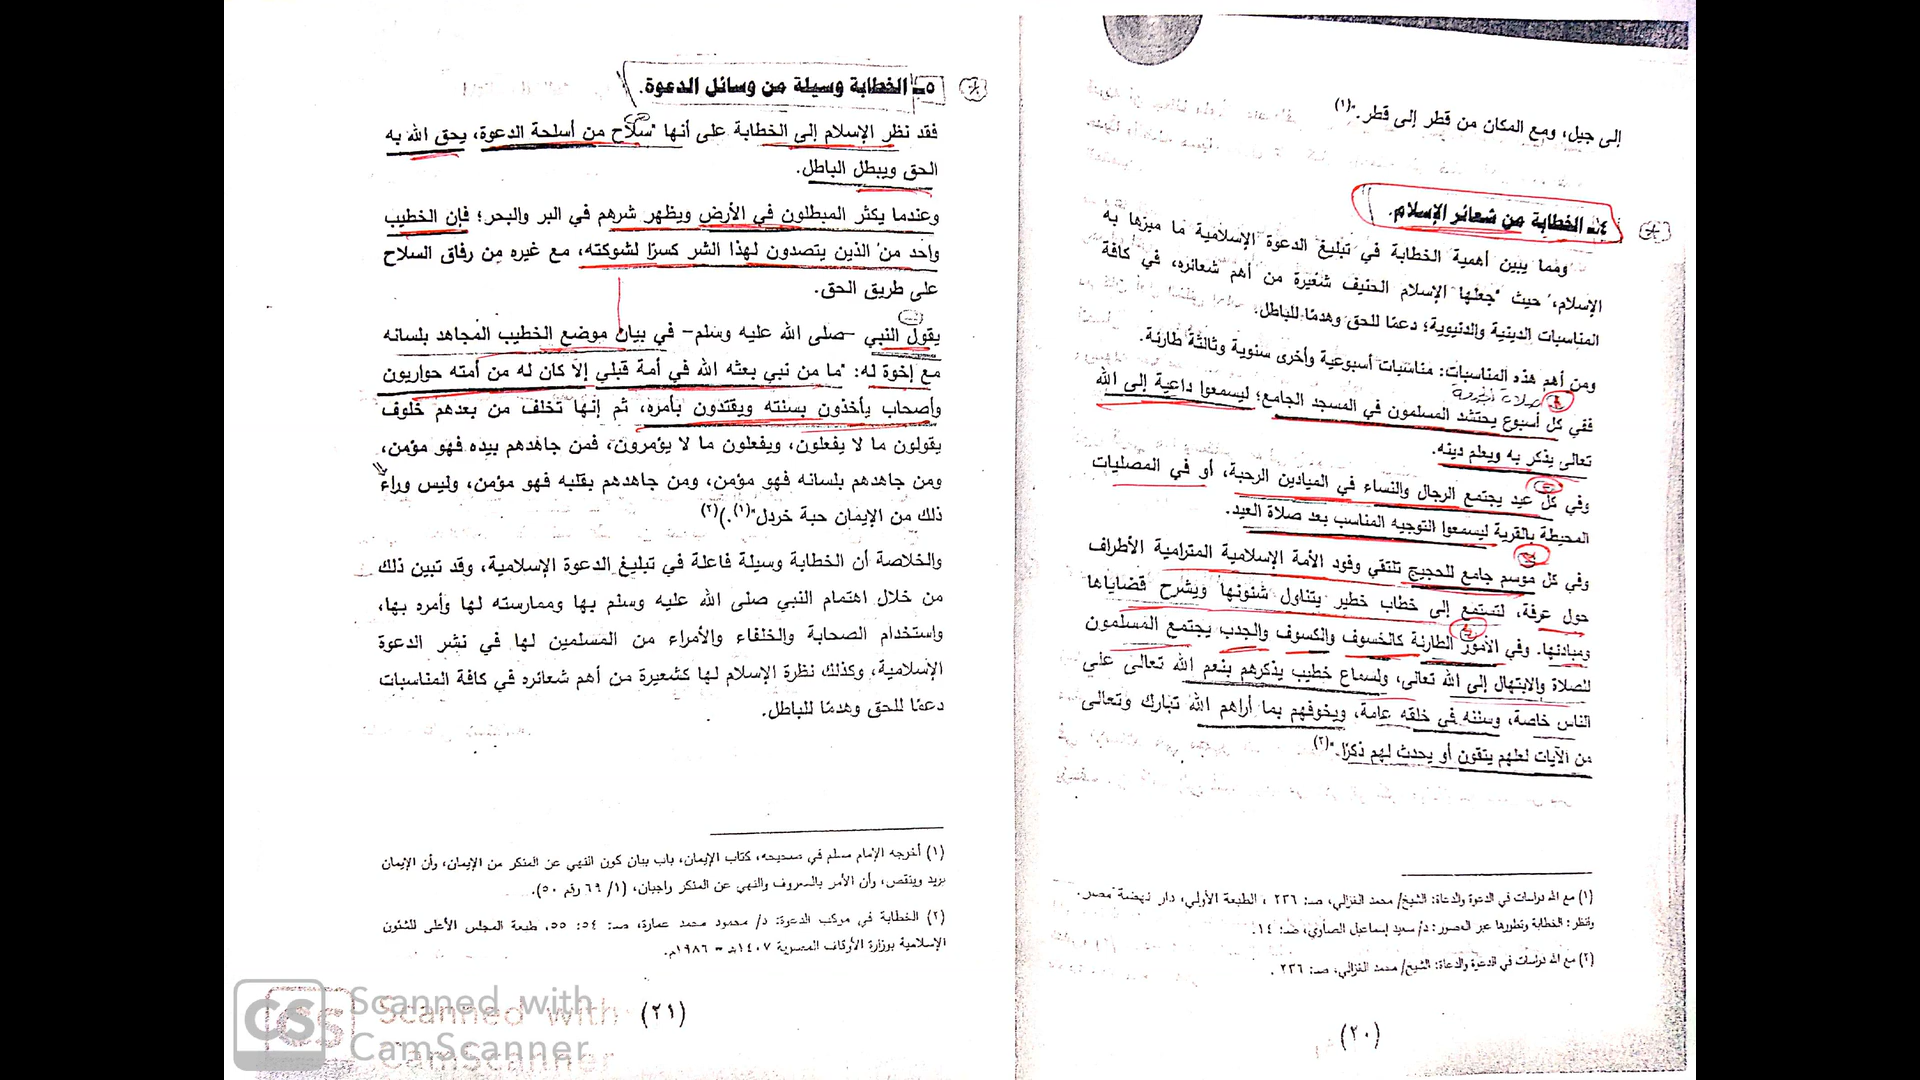 إلى جيل، ومع المكان من قطر إلى قطر."(١)
٤ـ الخطابة من شعائر الإسلام.
ومما يبين أهمية الخطابة في تبليغ الدعوة الإسلامية ما ميزها به
الإسلام، حيث "جعلها الإسلام الحنيف شعيرة من أهم شعائره، في كافة
المناسبات الدينية والدنيوية؛ دعمًا للحق وهدمًا للباطل.
ومن أهم هذه المناسبات: مناسبات أسبوعية وأخرى سنوية وثالثة طارئة.
ففي كل أسبوع يحتشد المسلمون في المسجد الجامع؛ ليسمعوا داعية إلى الله
تعالى يذكر به ويعلم دينه.
وفي كل عيد يجتمع الرجال والنساء في الميادين الرحبة، أو في المصليات
المحيطة بالقرية ليسمعوا التوجيه المناسب بعد صلاة العيد.
وفي كل موسم جامع للحجيج تلتقي وفود الأمة الإسلامية المترامية الأطراف
حول عرفة، لتستمع إلى خطاب خطير يتناول شئونها ويشرح قضاياها
ومبادئها. وفي الأمور الطارئة كالخسوف والكسوف والجدب يجتمع المسلمون
للصلاة والابتهال إلى الله تعالى، ولسماع خطيب يذكرهم بنعم الله تعالى على
الناس خاصة، وسننه في خلقه عامة، ويخوفهم بما أراهم الله تبارك وتعالى
من الآيات لعلهم يتقون أو يحدث لهم ذكرًا."(٢)
(١) مع الله دراسات في الدعوة والدعاة: الشيخ/ محمد الغزالي، صـ: ٢٣٦ ، الطبعة الأولى، دار نهضة مصر.
وانظر: الخطابة وتطورها عبر العصور: د/ سعيد إسماعيل الصاوي، صـ: ١٤.
(٢) مع الله دراسات في الدعوة والدعاة: الشيخ/ محمد الغزالي، صـ: ٢٣٦ .
(٢٠)
٥ـ الخطابة وسيلة من وسائل الدعوة.
فقد نظر الإسلام إلى الخطابة على أنها "سلاح من أسلحة الدعوة، يحق الله به
الحق ويبطل الباطل.
وعندما يكثر المبطلون في الأرض ويظهر شرهم في البر والبحر؛ فإن الخطيب
واحد من الذين يتصدون لهذا الشر كسرًا لشوكته، مع غيره من رفاق السلاح
على طريق الحق.
يقول النبي -صلى الله عليه وسلم- في بيان موضع الخطيب المجاهد بلسانه
مع إخوة له: "ما من نبي بعثه الله في أمة قبلي إلا كان له من أمته حواريون
وأصحاب يأخذون بسنته ويقتدون بأمره، ثم إنها تخلف من بعدهم خلوف
يقولون ما لا يفعلون، ويفعلون ما لا يؤمرون، فمن جاهدهم بيده فهو مؤمن،
ومن جاهدهم بلسانه فهو مؤمن، ومن جاهدهم بقلبه فهو مؤمن، وليس وراء
ذلك من الإيمان حبة خردل"(١).)(٢)
والخلاصة أن الخطابة وسيلة فاعلة في تبليغ الدعوة الإسلامية، وقد تبين ذلك
من خلال اهتمام النبي صلى الله عليه وسلم بها وممارسته لها وأمره بها،
واستخدام الصحابة والخلفاء والأمراء من المسلمين لها في نشر الدعوة
الإسلامية، وكذلك نظرة الإسلام لها كشعيرة من أهم شعائره في كافة المناسبات
دعمًا للحق وهدمًا للباطل.
(١) أخرجه الإمام مسلم في صحيحه، كتاب الإيمان، باب بيان كون النهي عن المنكر من الإيمان، وأن الإيمان
يزيد وينقص، وأن الأمر بالمعروف والنهي عن المنكر واجبان، (١/ ٦٩ رقم ٥٠).
(٢) الخطابة في موكب الدعوة: د/ محمود محمد عمارة، صـ: ٥٤: ٥٥، طبعة المجلس الأعلى للشئون
الإسلامية بوزارة الأوقاف المصرية ١٤٠٧هـ = ١٩٨٦م.
(٢١)
CS Scanned with
CamScanner